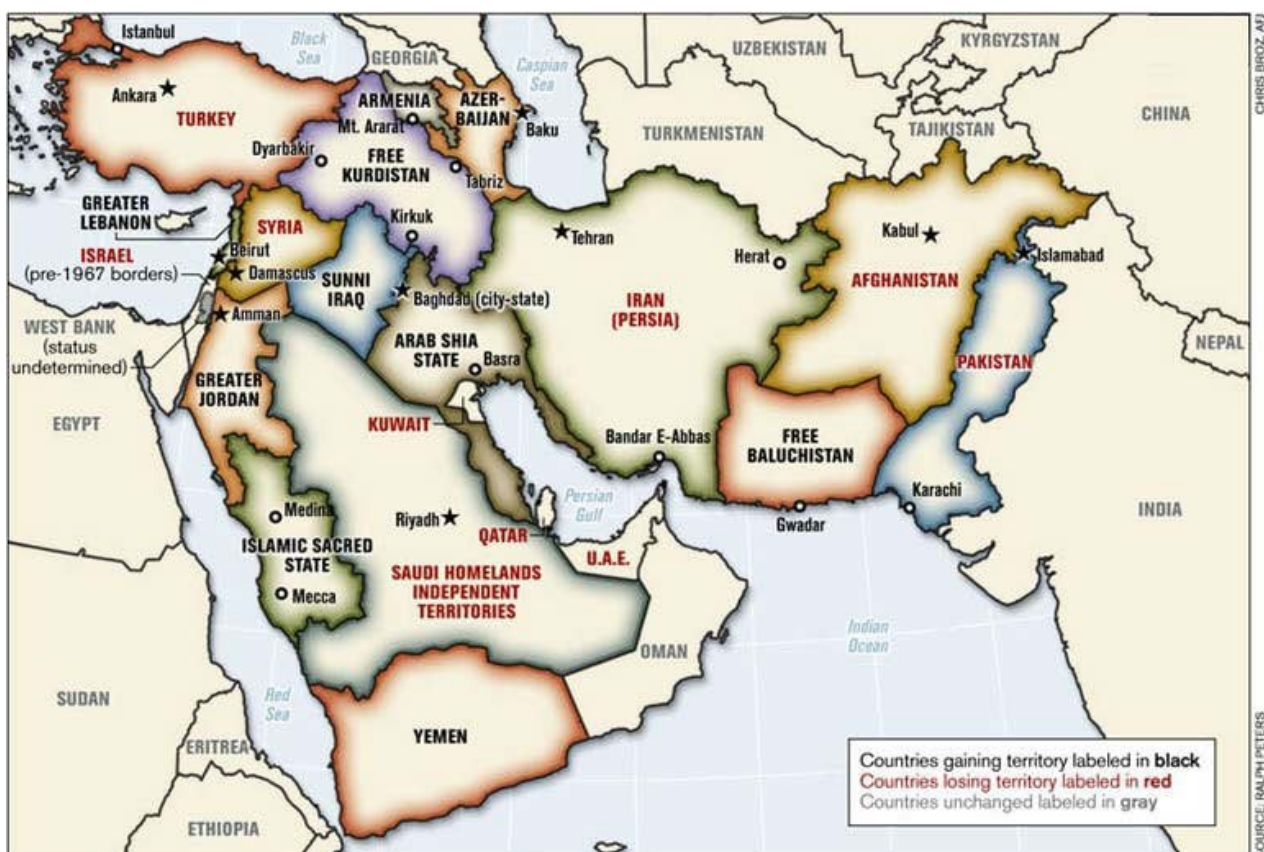 Istanbul
Black
Sea
GEORGIA
Caspian
Sea
UZBEKISTAN
KYRGYZSTAN
CHRIS BROZ, AFJ
Ankara
TURKEY
ARMENIA
Mt. Ararat
AZER-
BAIJAN
Baku
TURKMENISTAN
TAJIKISTAN
CHINA
Dyarbakir
FREE
KURDISTAN
Tabriz
GREATER
LEBANON
SYRIA
Kirkuk
Tehran
Herat
Kabul
Islamabad
ISRAEL
(pre-1967 borders)
Beirut
Damascus
SUNNI
IRAQ
Baghdad (city-state)
IRAN
(PERSIA)
AFGHANISTAN
WEST BANK
(status
undetermined)
Amman
ARAB SHIA
STATE
Basra
PAKISTAN
NEPAL
GREATER
JORDAN
EGYPT
KUWAIT
Bandar E-Abbas
FREE
BALUCHISTAN
Karachi
Gwadar
INDIA
Medina
Riyadh
Persian
Gulf
QATAR
U.A.E.
ISLAMIC SACRED
STATE
Mecca
SAUDI HOMELANDS
INDEPENDENT
TERRITORIES
OMAN
Indian
Ocean
SUDAN
Red
Sea
YEMEN
ERITREA
ETHIOPIA
Countries gaining territory labeled in black
Countries losing territory labeled in red
Countries unchanged labeled in gray
OURCE: RALPH PETERS